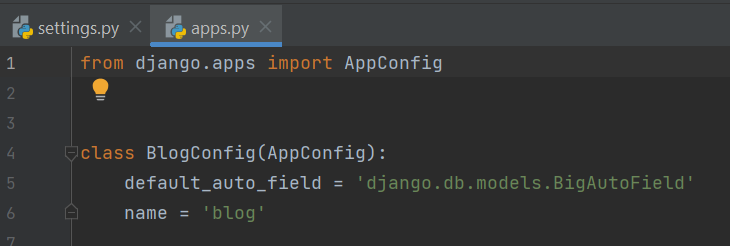 settings.py apps.py
1 from django.apps import AppConfig
2
3
4 class BlogConfig(AppConfig):
5     default_auto_field = 'django.db.models.BigAutoField'
6     name = 'blog'
7